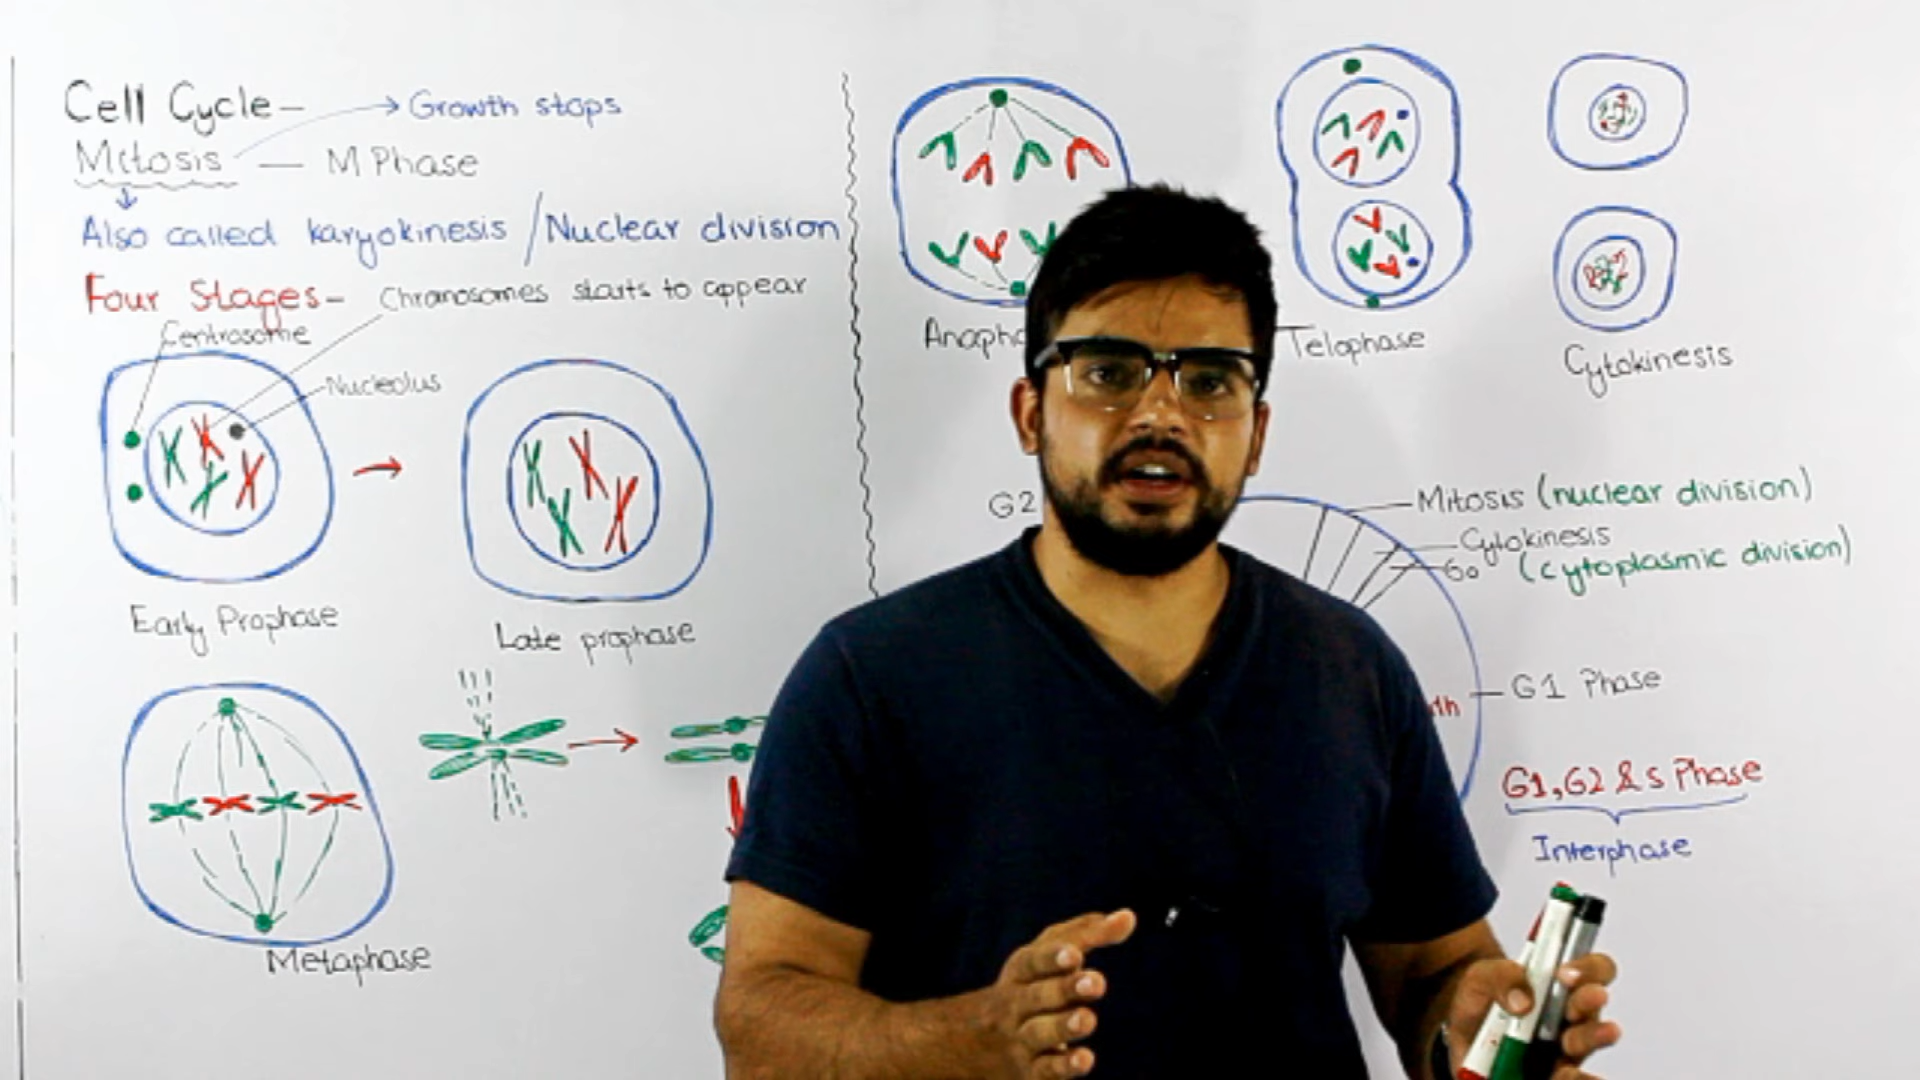 Cell Cycle-
Growth stops
Mitosis — M Phase
Also called karyokinesis / Nuclear division
Four Stages-
Chromosomes starts to appear
Centrosome
Nucleolus
Early Prophase
Late prophase
Metaphase
Anapha
Telophase
Cytokinesis
G2
Mitosis (nuclear division)
Cytokinesis
(cytoplasmic division)
G0
G1 Phase
G1, G2 & s Phase
Interphase